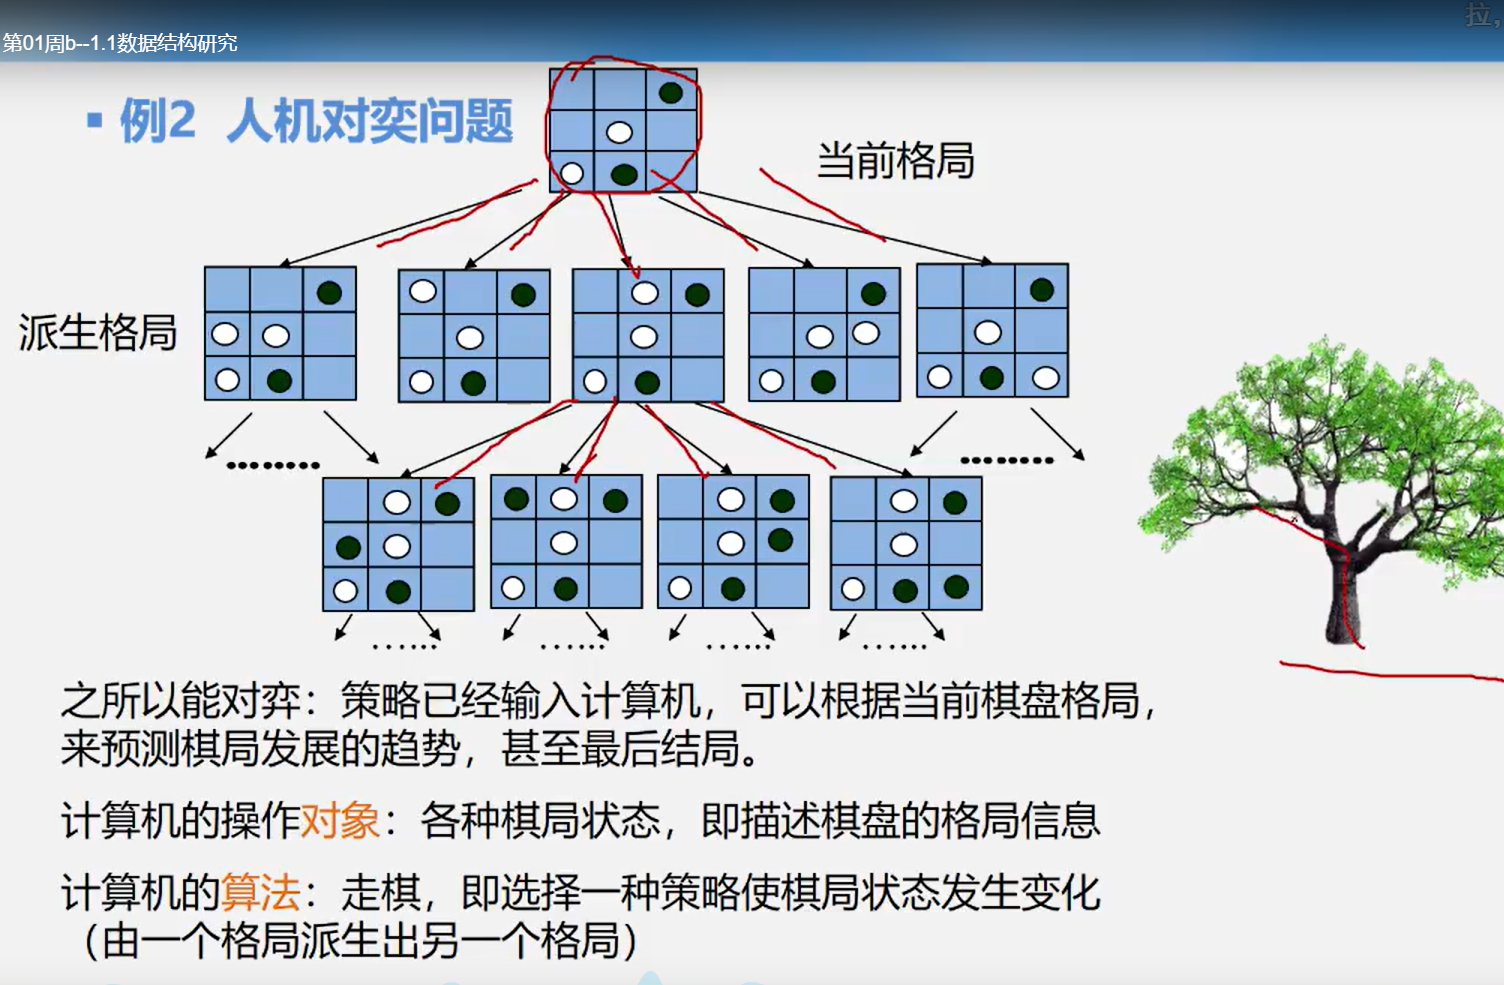 拉，
第01周b--1.1数据结构研究
▪ 例2 人机对奕问题
当前格局
派生格局
之所以能对弈：策略已经输入计算机，可以根据当前棋盘格局，
来预测棋局发展的趋势，甚至最后结局。
计算机的操作对象：各种棋局状态，即描述棋盘的格局信息
计算机的算法：走棋，即选择一种策略使棋局状态发生变化
（由一个格局派生出另一个格局）